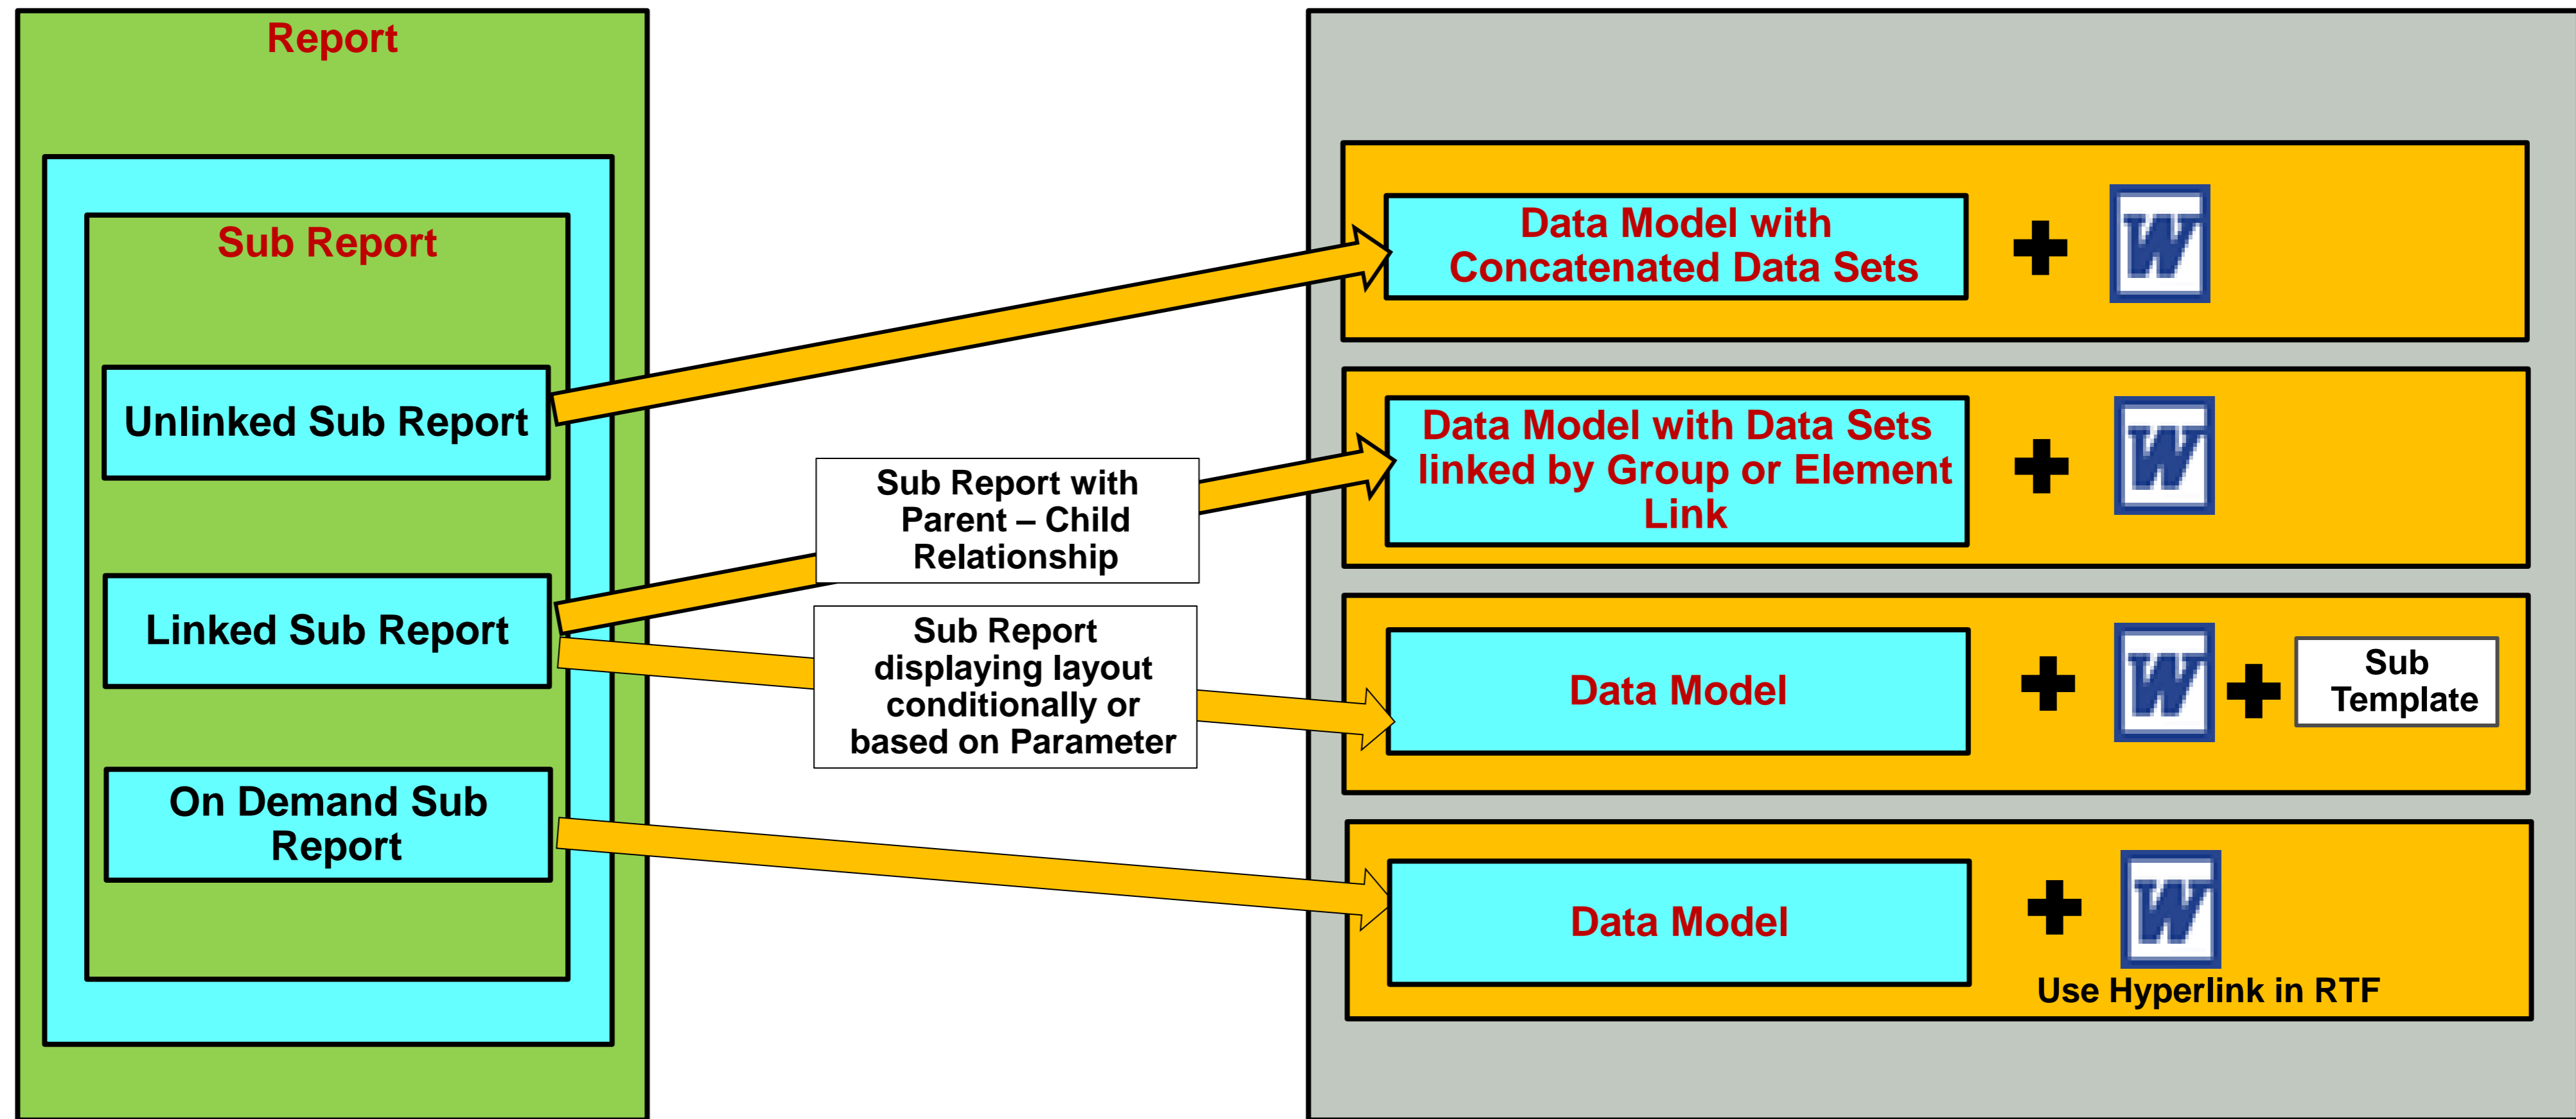 Report
Sub Report
Unlinked Sub Report
Linked Sub Report
On Demand Sub
Report
Sub Report with
Parent – Child
Relationship
Sub Report
displaying layout
conditionally or
based on Parameter
Data Model with
Concatenated Data Sets
W
Data Model with Data Sets
linked by Group or Element
Link
W
Data Model
W
Sub
Template
Data Model
W
Use Hyperlink in RTF